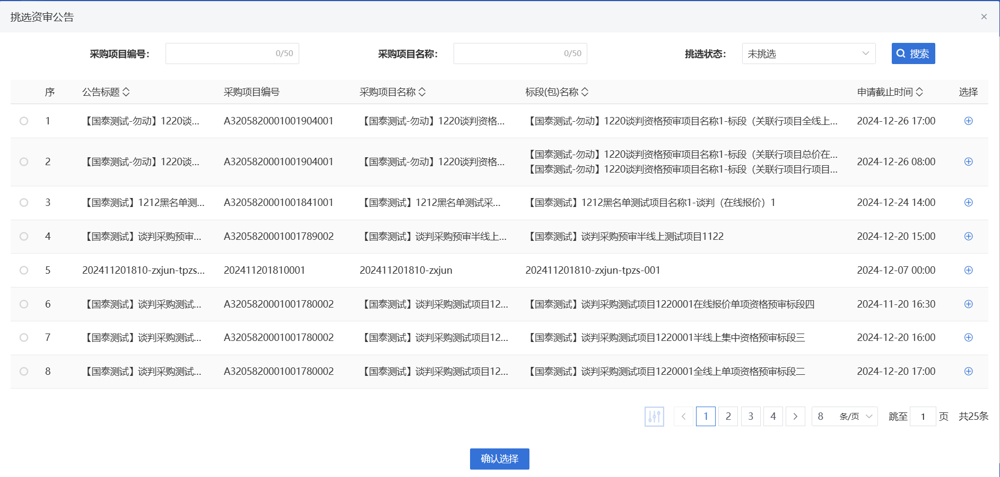 挑选资审公告
采购项目编号： 0/50 采购项目名称： 0/50 挑选状态： 未挑选 搜索
序 公告标题 采购项目编号 采购项目名称 标段(包)名称 申请截止时间 选择
1 【国泰测试-勿动】1220谈... A3205820001001904001 【国泰测试-勿动】1220谈判资格... 【国泰测试-勿动】1220谈判资格预审项目名称1-标段（关联行项目全线上... 2024-12-26 17:00
2 【国泰测试-勿动】1220谈... A3205820001001904001 【国泰测试-勿动】1220谈判资格... 【国泰测试-勿动】1220谈判资格预审项目名称1-标段（关联行项目总价在... 2024-12-26 08:00
【国泰测试-勿动】1220谈判资格预审项目名称1-标段（关联行项目行项目...
3 【国泰测试】1212黑名单测... A3205820001001841001 【国泰测试】1212黑名单测试采... 【国泰测试】1212黑名单测试项目名称1-谈判（在线报价）1 2024-12-24 14:00
4 【国泰测试】谈判采购预审... A3205820001001789002 【国泰测试】谈判采购预审半线上... 【国泰测试】谈判采购预审半线上测试项目1122 2024-12-20 15:00
5 202411201810-zxjun-tpzs... 202411201810001 202411201810-zxjun 202411201810-zxjun-tpzs-001 2024-12-07 00:00
6 【国泰测试】谈判采购测试... A3205820001001780002 【国泰测试】谈判采购测试项目12... 【国泰测试】谈判采购测试项目1220001在线报价单项资格预审标段四 2024-11-20 16:30
7 【国泰测试】谈判采购测试... A3205820001001780002 【国泰测试】谈判采购测试项目12... 【国泰测试】谈判采购测试项目1220001半线上集中资格预审标段三 2024-12-20 16:00
8 【国泰测试】谈判采购测试... A3205820001001780002 【国泰测试】谈判采购测试项目12... 【国泰测试】谈判采购测试项目1220001全线上单项资格预审标段二 2024-12-20 17:00
1 2 3 4 8 条/页 跳至 1 页 共25条
确认选择